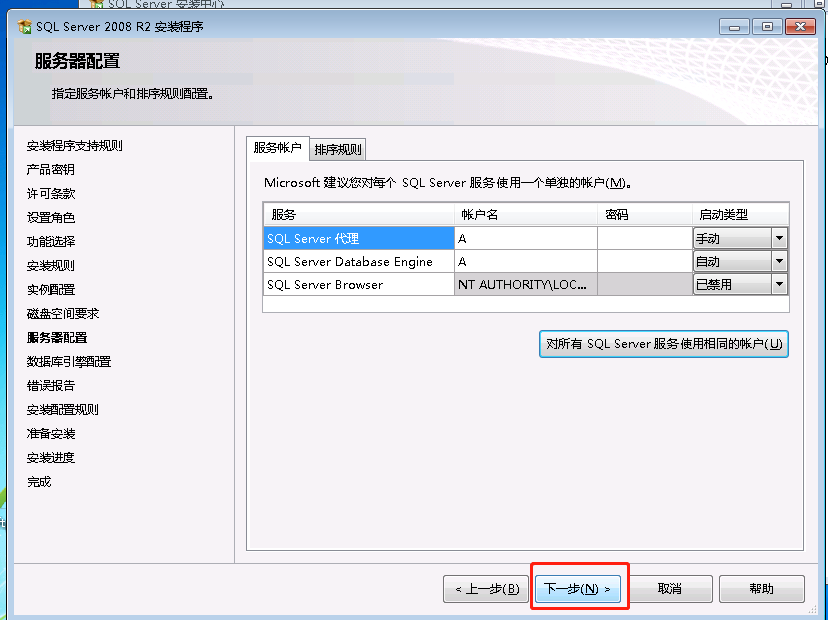 SQL Server 安装中心
SQL Server 2008 R2 安装程序
服务器配置
指定服务帐户和排序规则配置。
安装程序支持规则
产品密钥
许可条款
设置角色
功能选择
安装规则
实例配置
磁盘空间要求
服务器配置
数据库引擎配置
错误报告
安装配置规则
准备安装
安装进度
完成
服务帐户 排序规则
Microsoft 建议您对每个 SQL Server 服务使用一个单独的帐户(M)。
服务 帐户名 密码 启动类型
SQL Server 代理 A 手动
SQL Server Database Engine A 自动
SQL Server Browser NT AUTHORITY\LOC... 已禁用
对所有 SQL Server 服务使用相同的帐户(U)
< 上一步(B) 下一步(N) > 取消 帮助